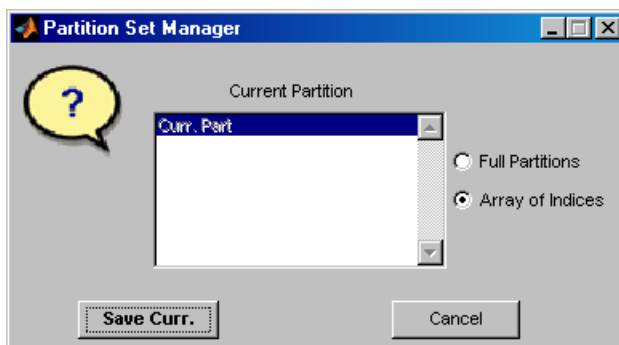 Partition Set Manager
?
Current Partition
Curr. Part
Full Partitions
Array of Indices
Save Curr.
Cancel